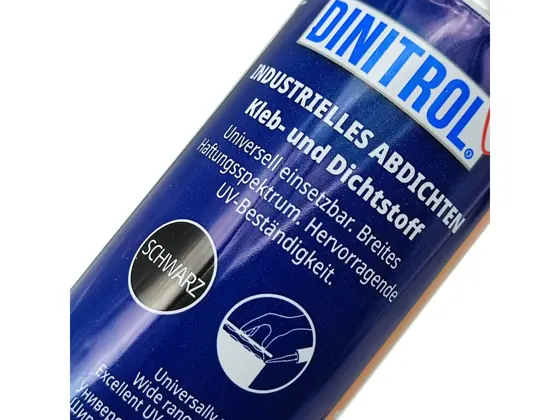 DINITROL®
INDUSTRIELLES ABDICHTEN
Kleb- und Dichtstoff
Universell einsetzbar. Breites
Haftungsspektrum. Hervorragende
UV-Beständigkeit.
SCHWARZ
Universally
Wide ran
Excellent UV